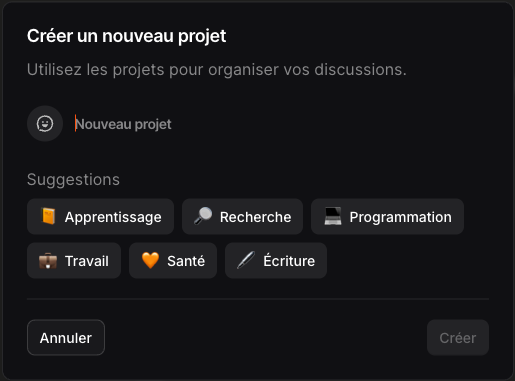 Créer un nouveau projet
Utilisez les projets pour organiser vos discussions.
Nouveau projet
Suggestions
Apprentissage Recherche Programmation
Travail Santé Écriture
Annuler Créer